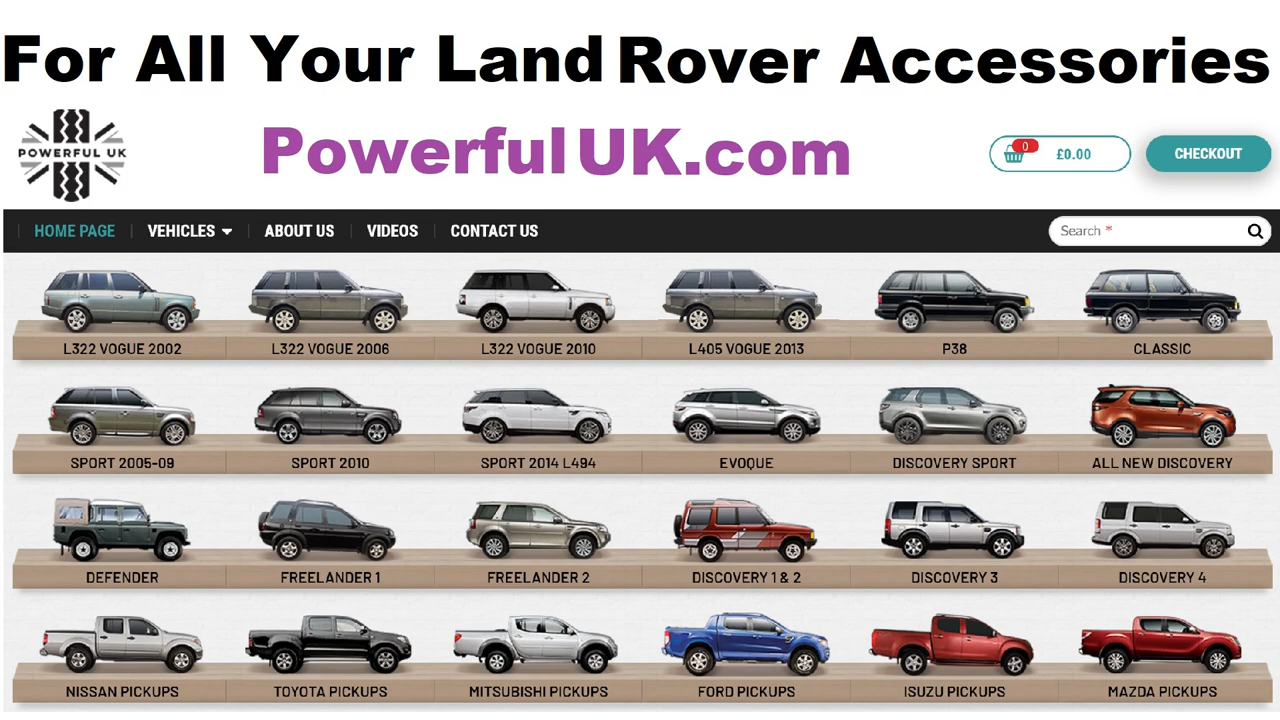 For All Your Land Rover Accessories
POWERFUL UK
PowerfulUK.com
0
£0.00
CHECKOUT
HOME PAGE
VEHICLES
ABOUT US
VIDEOS
CONTACT US
Search *
L322 VOGUE 2002
L322 VOGUE 2006
L322 VOGUE 2010
L405 VOGUE 2013
P38
CLASSIC
SPORT 2005-09
SPORT 2010
SPORT 2014 L494
EVOQUE
DISCOVERY SPORT
ALL NEW DISCOVERY
DEFENDER
FREELANDER 1
FREELANDER 2
DISCOVERY 1 & 2
DISCOVERY 3
DISCOVERY 4
NISSAN PICKUPS
TOYOTA PICKUPS
MITSUBISHI PICKUPS
FORD PICKUPS
ISUZU PICKUPS
MAZDA PICKUPS